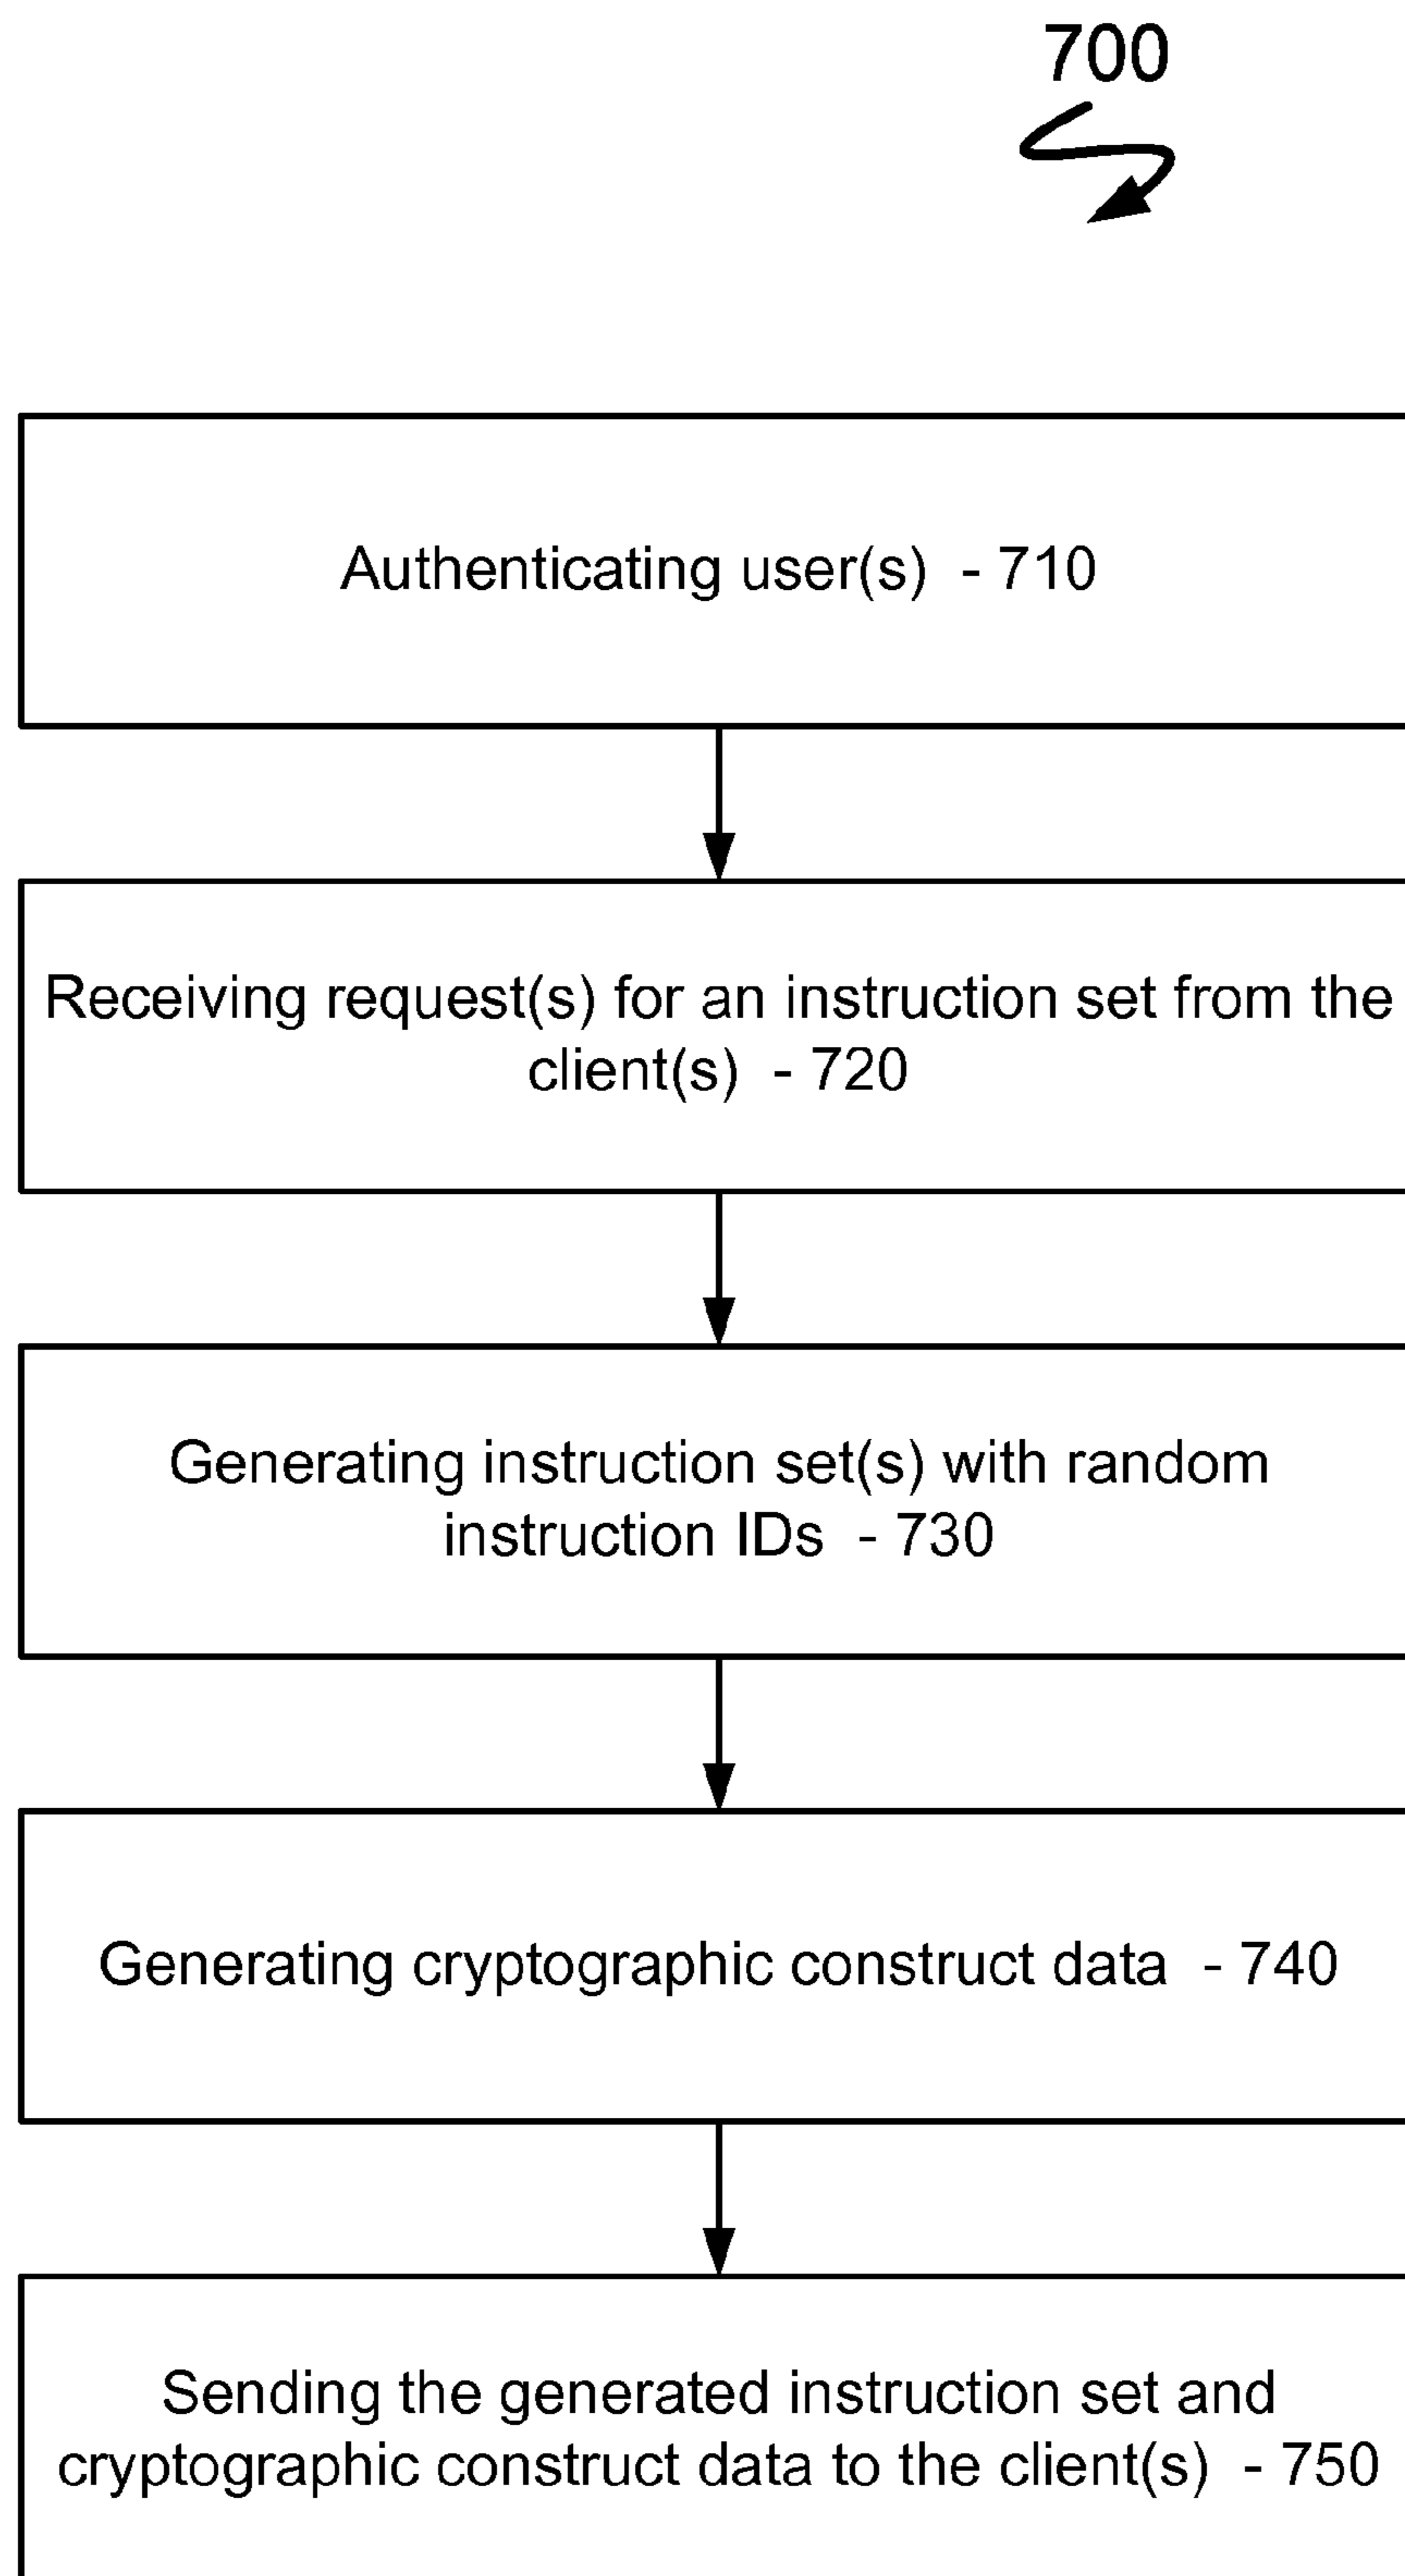 700
Authenticating user(s) - 710
Receiving request(s) for an instruction set from the
client(s) - 720
Generating instruction set(s) with random
instruction IDs - 730
Generating cryptographic construct data - 740
Sending the generated instruction set and
cryptographic construct data to the client(s) - 750